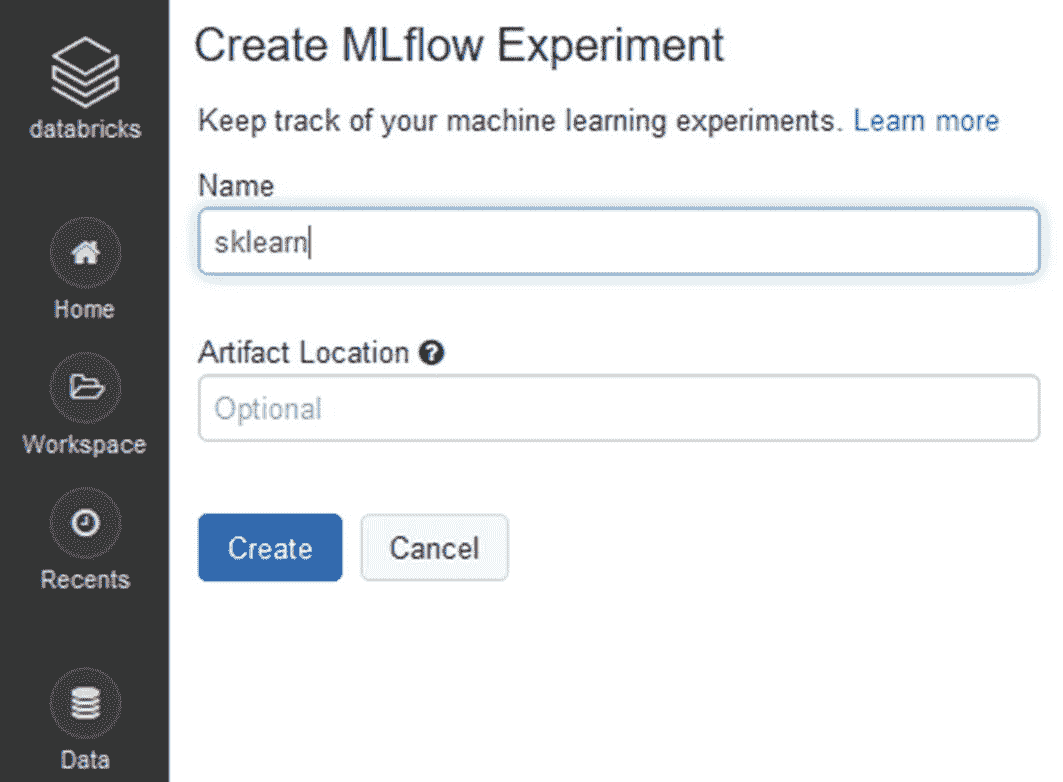 databricks
Home
Workspace
Recents
Data
Create MLflow Experiment
Keep track of your machine learning experiments. Learn more
Name
sklearn
Artifact Location ?
Optional
Create Cancel